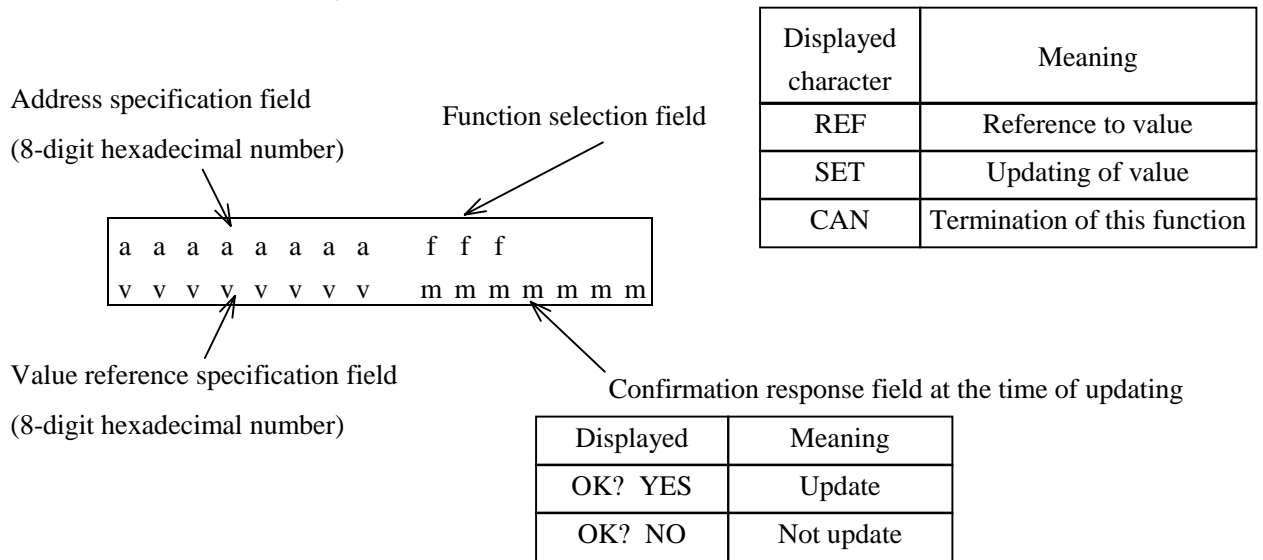 Displayed character Meaning
REF Reference to value
SET Updating of value
CAN Termination of this function
Address specification field
(8-digit hexadecimal number)
Function selection field
a a a a a a a a f f f
v v v v v v v v m m m m m m m
Value reference specification field
(8-digit hexadecimal number)
Confirmation response field at the time of updating
Displayed Meaning
OK? YES Update
OK? NO Not update